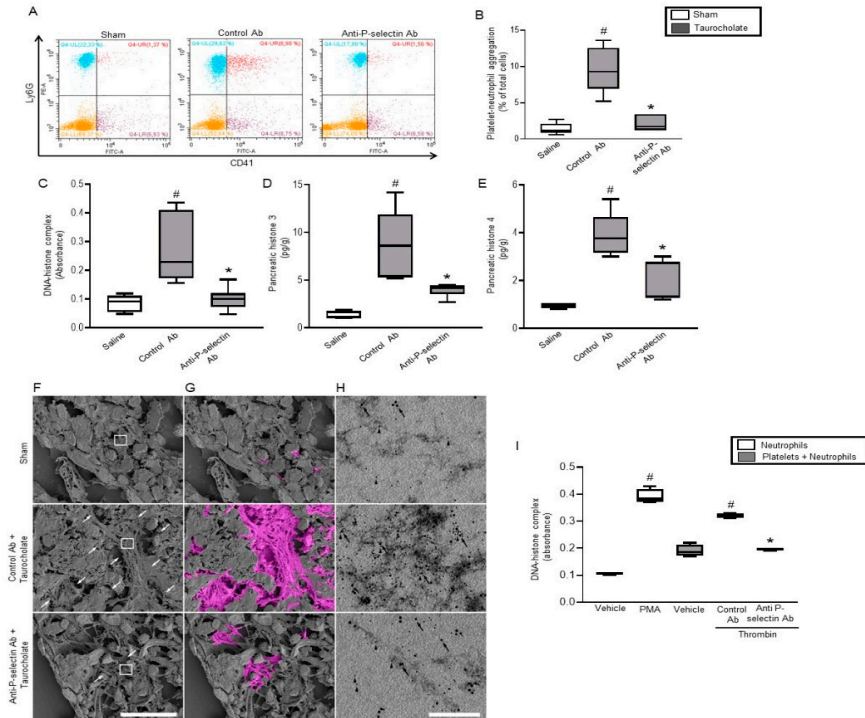 A
Sham
Control Ab
Anti-P-selectin Ab
Ly6G
PE-A
FITC-A
FITC-A
FITC-A
CD41
B
Sham
Taurocholate
Platelet-neutrophil aggregation
(% of total cells)
15
10
5
0
#
*
Saline
Control Ab
Anti-P-
selectin Ab
C
DNA-histone complex
(Absorbance)
0.5
0.4
0.3
0.2
0.1
0.0
#
*
Saline
Control Ab
Anti-P-selectin
Ab
D
Pancreatic histone 3
(pg/g)
15
10
5
0
#
*
Saline
Control Ab
Anti-P-selectin
Ab
E
Pancreatic histone 4
(pg/g)
6
4
2
0
#
*
Saline
Control Ab
Anti-P-selectin
Ab
F
G
H
Sham
Control Ab +
Taurocholate
Anti-P-selectin Ab +
Taurocholate
I
Neutrophils
Platelets + Neutrophils
DNA-histone complex
(absorbance)
0.5
0.4
0.3
0.2
0.1
0.0
#
#
*
Vehicle
PMA
Vehicle
Control
Ab
Anti P-
selectin Ab
Thrombin